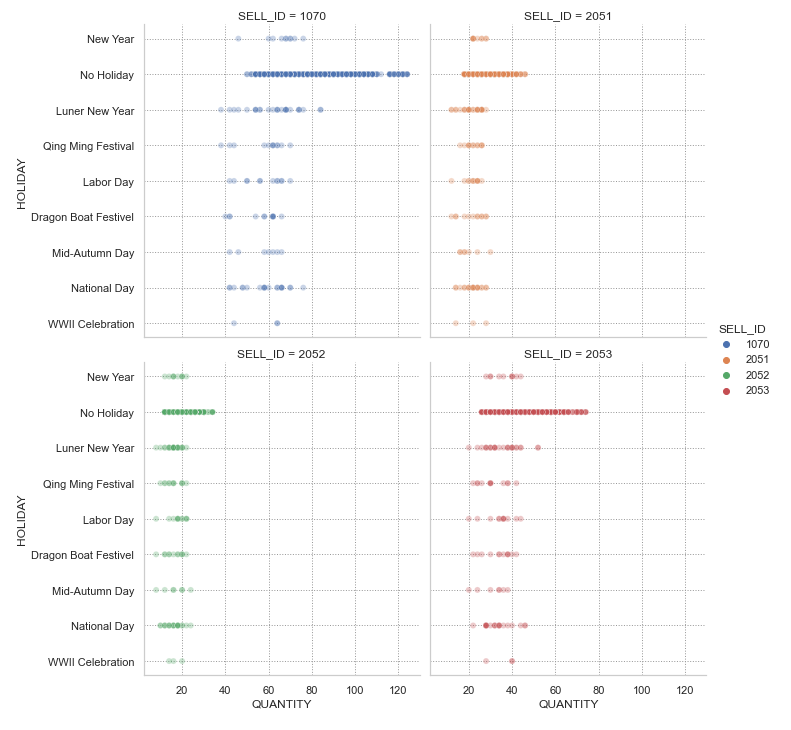 SELL_ID = 1070
SELL_ID = 2051
HOLIDAY
New Year
No Holiday
Luner New Year
Qing Ming Festival
Labor Day
Dragon Boat Festivel
Mid-Autumn Day
National Day
WWII Celebration
SELL_ID
1070
2051
2052
2053
SELL_ID = 2052
SELL_ID = 2053
HOLIDAY
New Year
No Holiday
Luner New Year
Qing Ming Festival
Labor Day
Dragon Boat Festivel
Mid-Autumn Day
National Day
WWII Celebration
20 40 60 80 100 120
20 40 60 80 100 120
QUANTITY
QUANTITY